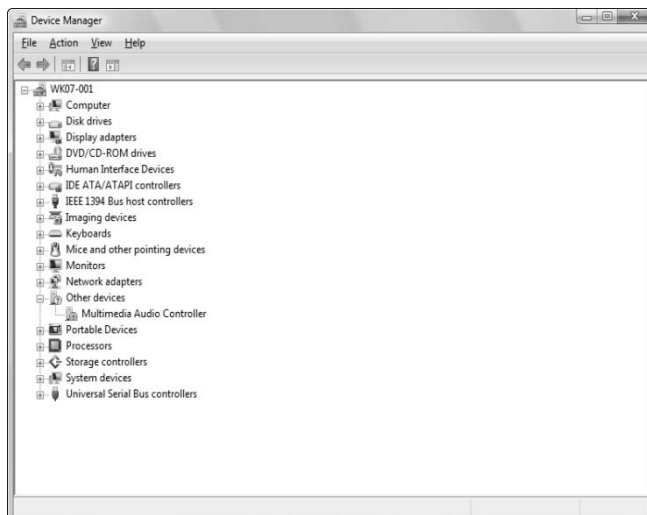 Device Manager
File Action View Help
WK07-001
Computer
Disk drives
Display adapters
DVD/CD-ROM drives
Human Interface Devices
IDE ATA/ATAPI controllers
IEEE 1394 Bus host controllers
Imaging devices
Keyboards
Mice and other pointing devices
Monitors
Network adapters
Other devices
Multimedia Audio Controller
Portable Devices
Processors
Storage controllers
System devices
Universal Serial Bus controllers